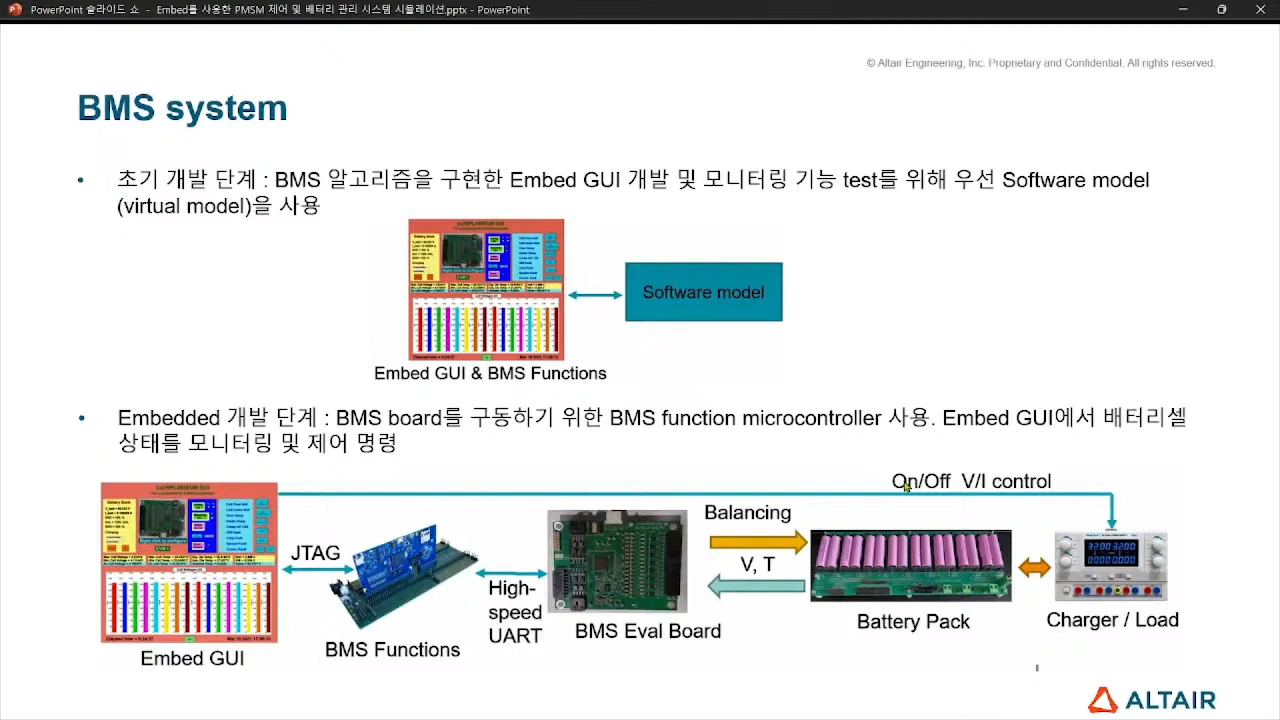 PowerPoint 슬라이드 쇼 - Embed를 사용한 PMSM 제어 및 배터리 관리 시스템 시뮬레이션.pptx - PowerPoint
© Altair Engineering, Inc. Proprietary and Confidential. All rights reserved.
BMS system
• 초기 개발 단계 : BMS 알고리즘을 구현한 Embed GUI 개발 및 모니터링 기능 test를 위해 우선 Software model
(virtual model)을 사용
Software model
Embed GUI & BMS Functions
• Embedded 개발 단계 : BMS board를 구동하기 위한 BMS function microcontroller 사용. Embed GUI에서 배터리셀
상태를 모니터링 및 제어 명령
On/Off V/I control
Balancing
JTAG
V, T
High-
speed
UART
BMS Eval Board
Battery Pack
Charger / Load
BMS Functions
Embed GUI
ALTAIR